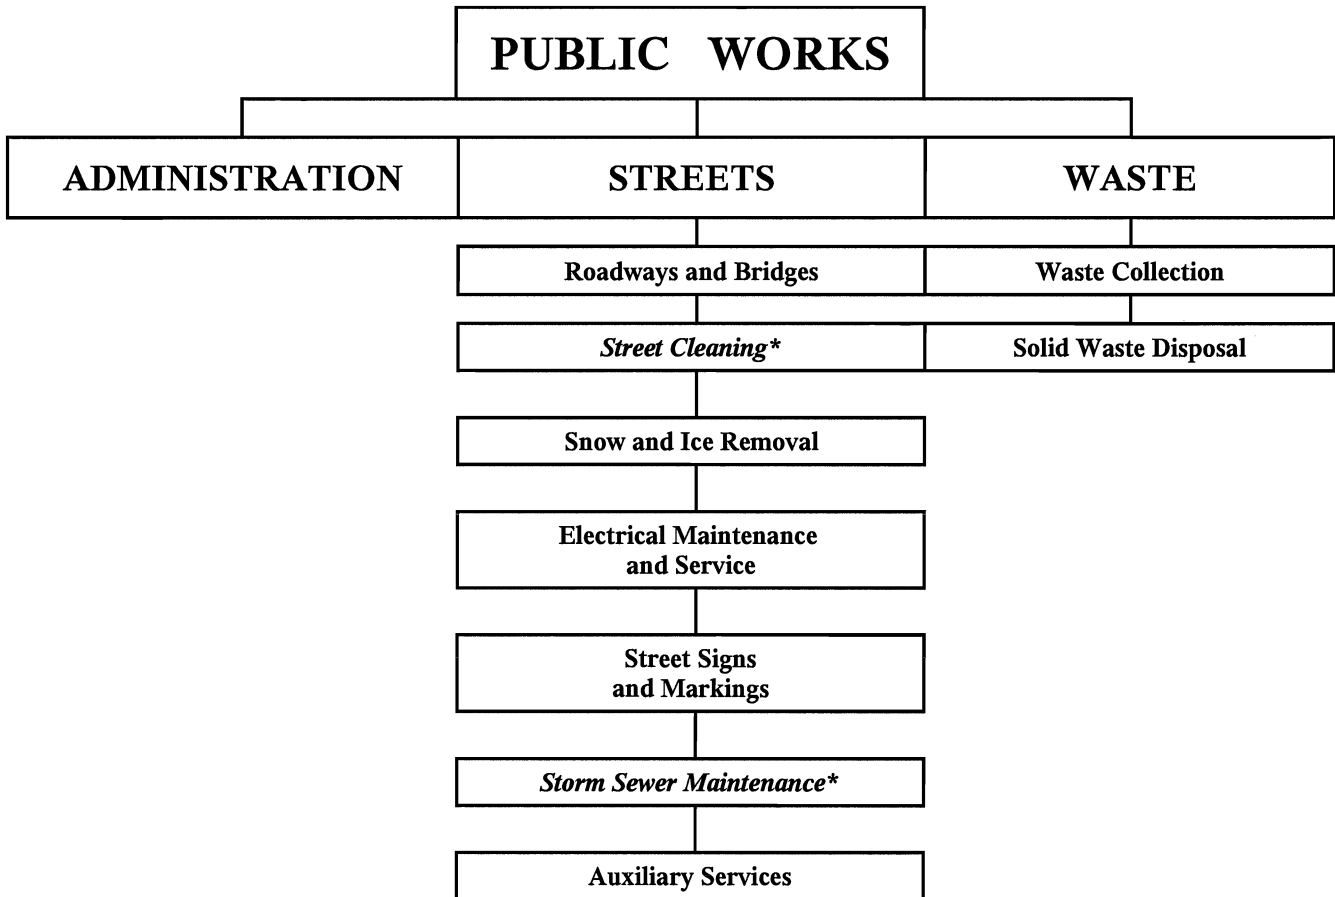 PUBLIC WORKS
ADMINISTRATION
STREETS
WASTE
Roadways and Bridges
Waste Collection
Street Cleaning*
Solid Waste Disposal
Snow and Ice Removal
Electrical Maintenance
and Service
Street Signs
and Markings
Storm Sewer Maintenance*
Auxiliary Services